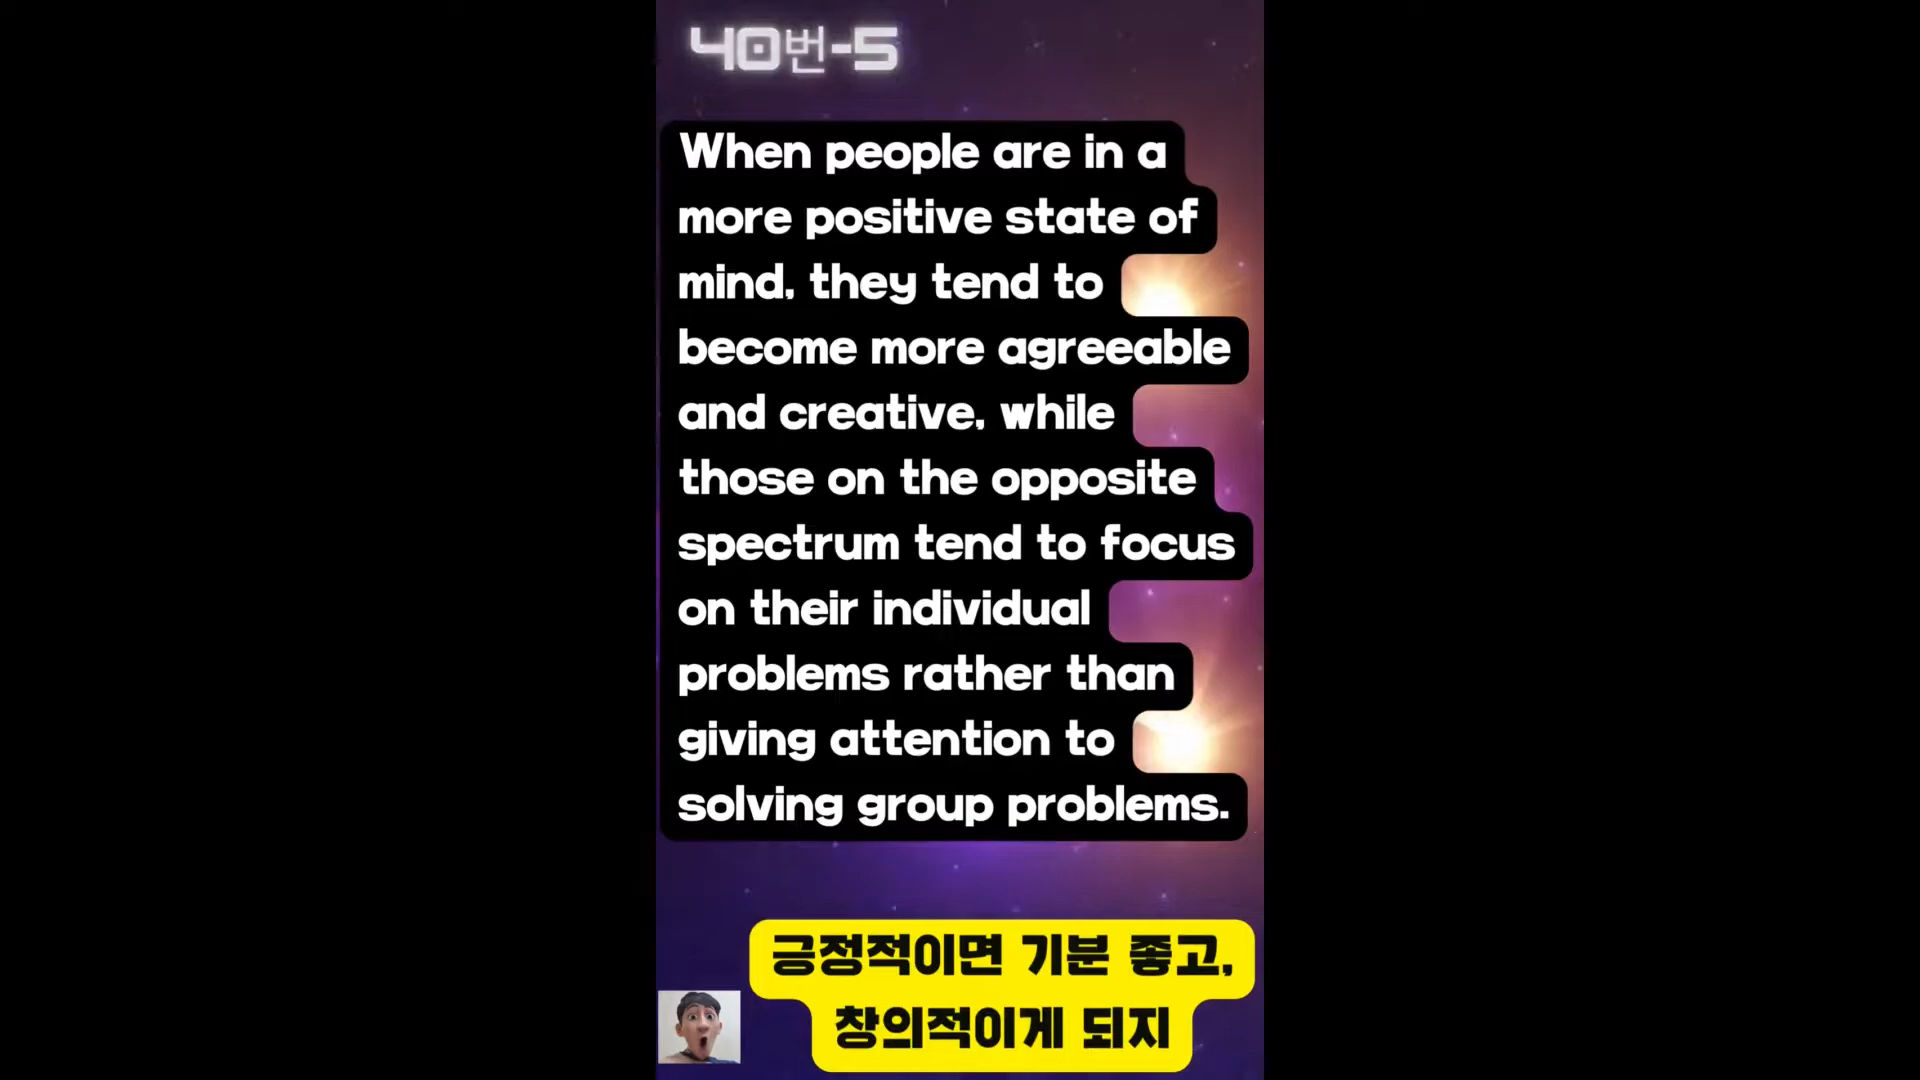 40번-5
When people are in a
more positive state of
mind, they tend to
become more agreeable
and creative, while
those on the opposite
spectrum tend to focus
on their individual
problems rather than
giving attention to
solving group problems.
긍정적이면 기분 좋고,
창의적이게 되지